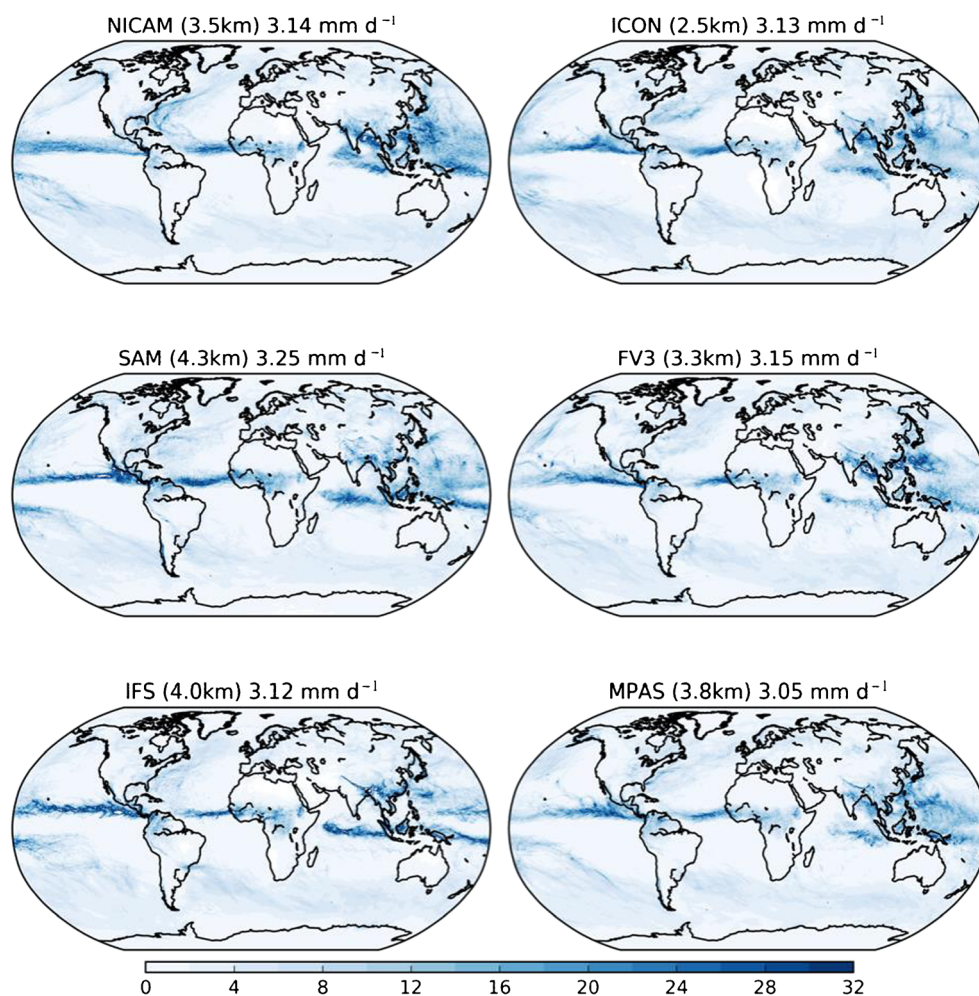 NICAM (3.5km) 3.14 mm d⁻¹
ICON (2.5km) 3.13 mm d⁻¹
SAM (4.3km) 3.25 mm d⁻¹
FV3 (3.3km) 3.15 mm d⁻¹
IFS (4.0km) 3.12 mm d⁻¹
MPAS (3.8km) 3.05 mm d⁻¹
0 4 8 12 16 20 24 28 32